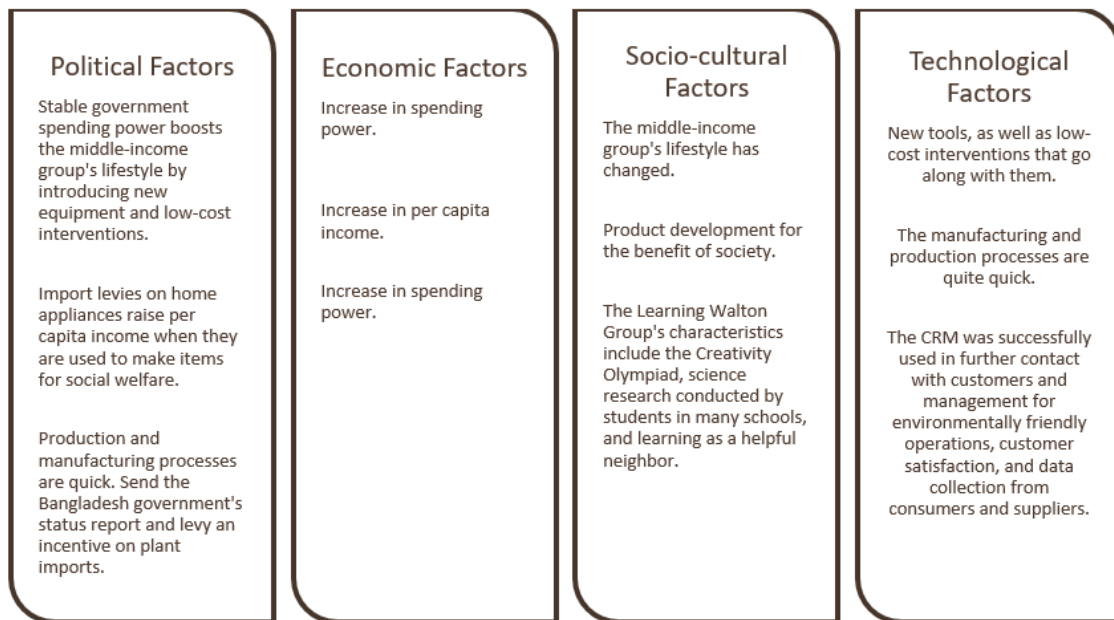 Political Factors
Stable government
spending power boosts
the middle-income
group's lifestyle by
introducing new
equipment and low-cost
interventions.
Import levies on home
appliances raise per
capita income when they
are used to make items
for social welfare.
Production and
manufacturing processes
are quick. Send the
Bangladesh government's
status report and levy an
incentive on plant
imports.
Economic Factors
Increase in spending
power.
Increase in per capita
income.
Increase in spending
power.
Socio-cultural
Factors
The middle-income
group's lifestyle has
changed.
Product development for
the benefit of society.
The Learning Walton
Group's characteristics
include the Creativity
Olympiad, science
research conducted by
students in many schools,
and learning as a helpful
neighbor.
Technological
Factors
New tools, as well as low-
cost interventions that go
along with them.
The manufacturing and
production processes are
quite quick.
The CRM was successfully
used in further contact
with customers and
management for
environmentally friendly
operations, customer
satisfaction, and data
collection from
consumers and suppliers.